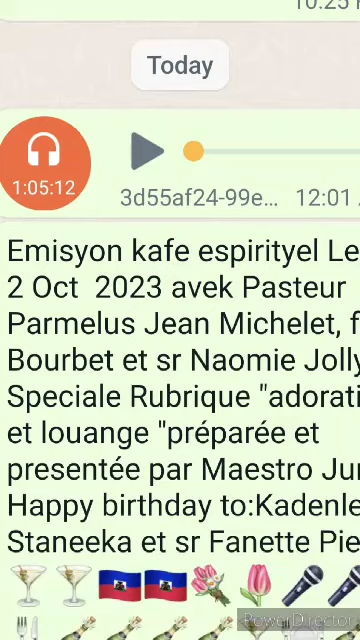 Today
1:05:12
3d55af24-99e... 12:01
Emisyon kafe espirityel Le
2 Oct 2023 avek Pasteur
Parmelus Jean Michelet, f
Bourbet et sr Naomie Jolly
Speciale Rubrique "adorati
et louange "préparée et
presentée par Maestro Ju
Happy birthday to:Kadenle
Staneeka et sr Fanette Pie
PowerDirector